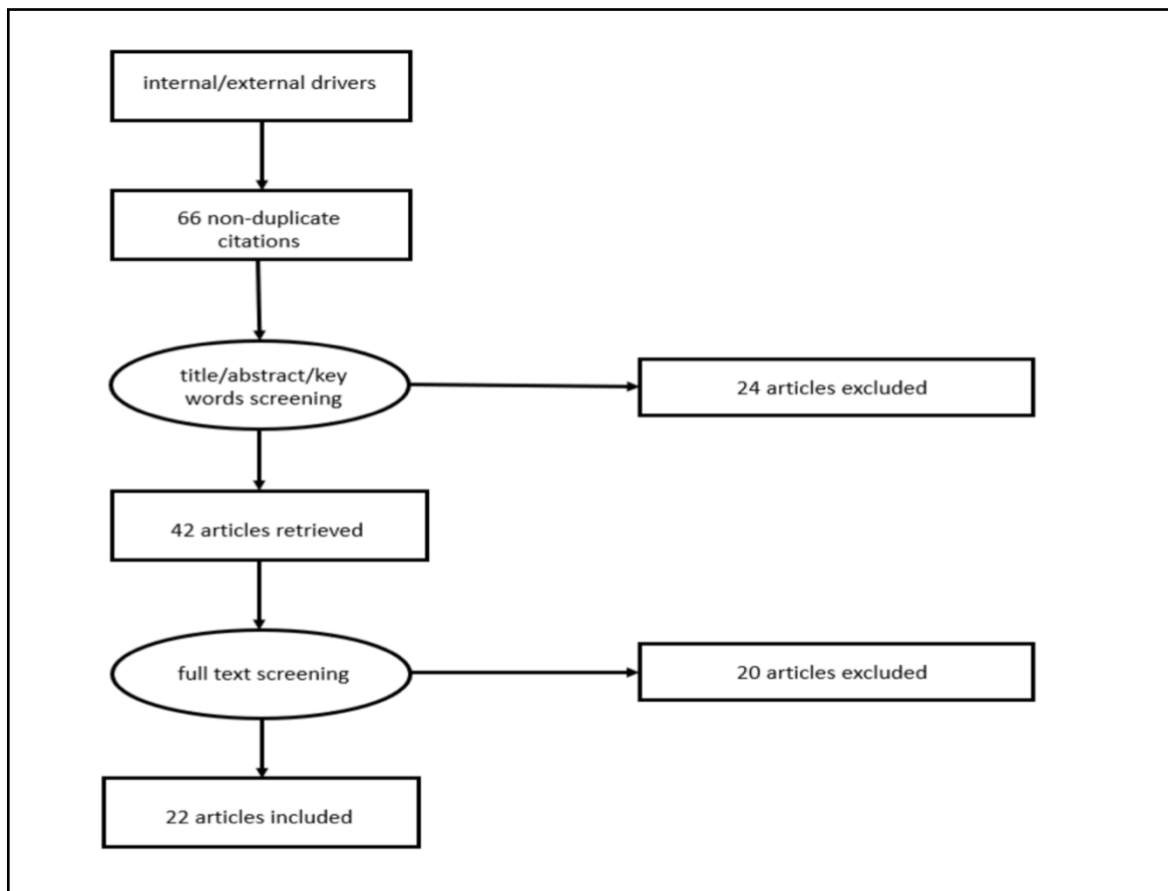 internal/external drivers
66 non-duplicate
citations
title/abstract/key
words screening
24 articles excluded
42 articles retrieved
full text screening
20 articles excluded
22 articles included